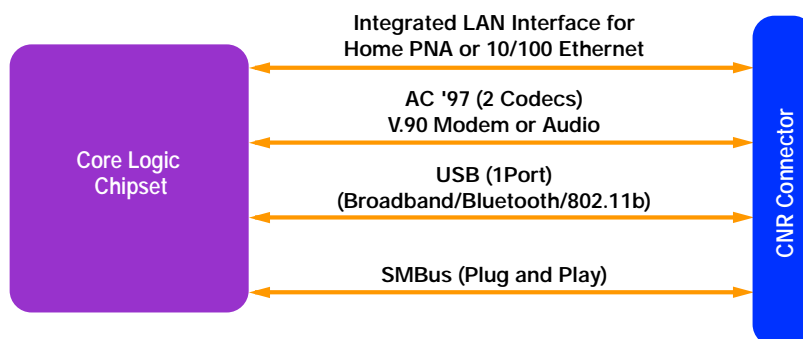 Integrated LAN Interface for
Home PNA or 10/100 Ethernet
AC '97 (2 Codecs)
V.90 Modem or Audio
Core Logic
Chipset
USB (1Port)
(Broadband/Bluetooth/802.11b)
SMBus (Plug and Play)
CNR Connector